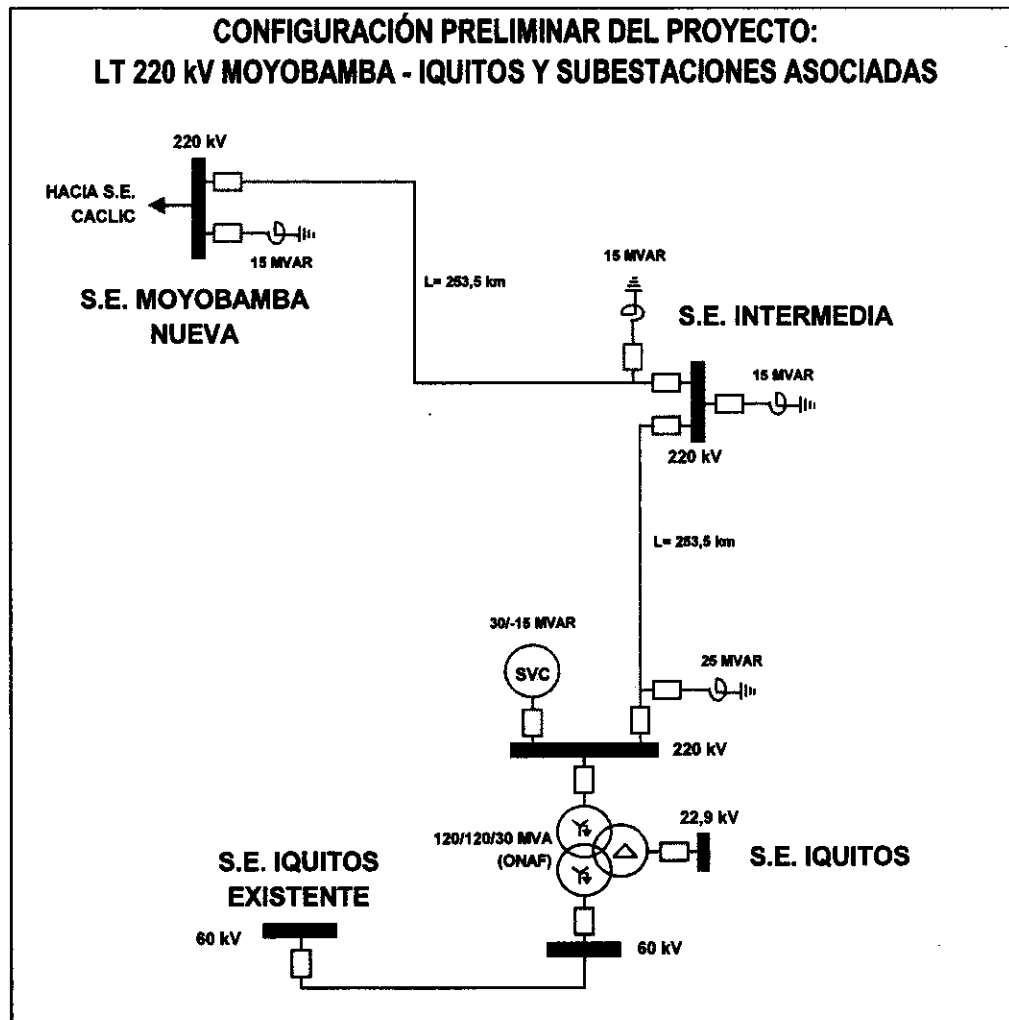 CONFIGURACIÓN PRELIMINAR DEL PROYECTO:
LT 220 kV MOYOBAMBA - IQUITOS Y SUBESTACIONES ASOCIADAS
220 kV
HACIA S.E.
CACLIC
15 MVAR
S.E. MOYOBAMBA
NUEVA
L= 253,5 km
15 MVAR
S.E. INTERMEDIA
15 MVAR
220 kV
L= 253,5 km
30/-15 MVAR
SVC
25 MVAR
220 kV
120/120/30 MVA
(ONAF)
22,9 kV
S.E. IQUITOS
S.E. IQUITOS
EXISTENTE
60 kV
60 kV